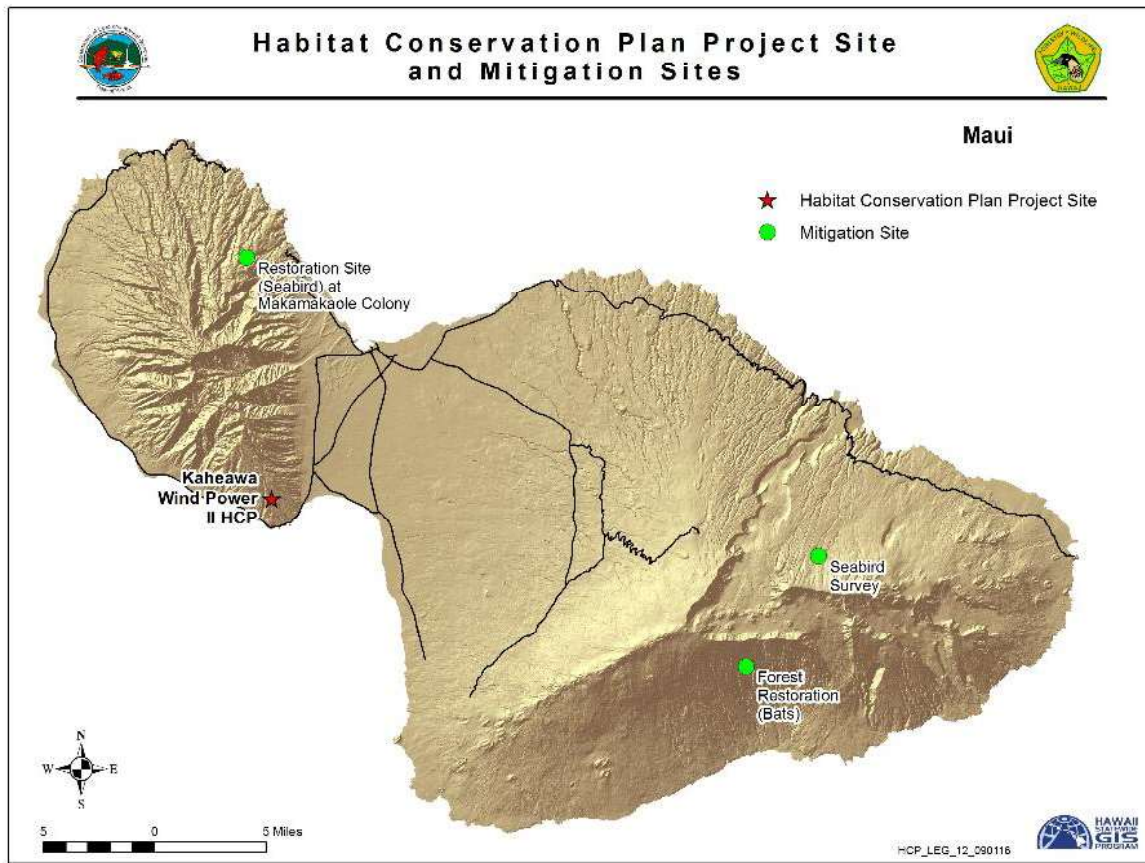 Habitat Conservation Plan Project Site
and Mitigation Sites
Maui
Habitat Conservation Plan Project Site
Mitigation Site
Restoration Site
(Seabird) at
Makamakaole Colony
Kaheawa
Wind Power
II HCP
Seabird
Survey
Forest
Restoration
(Bats)
N
W E
S
5 0 5 Miles
HCP_LEG_12_090116
HAWAII
STATEWIDE
GIS
PROGRAM